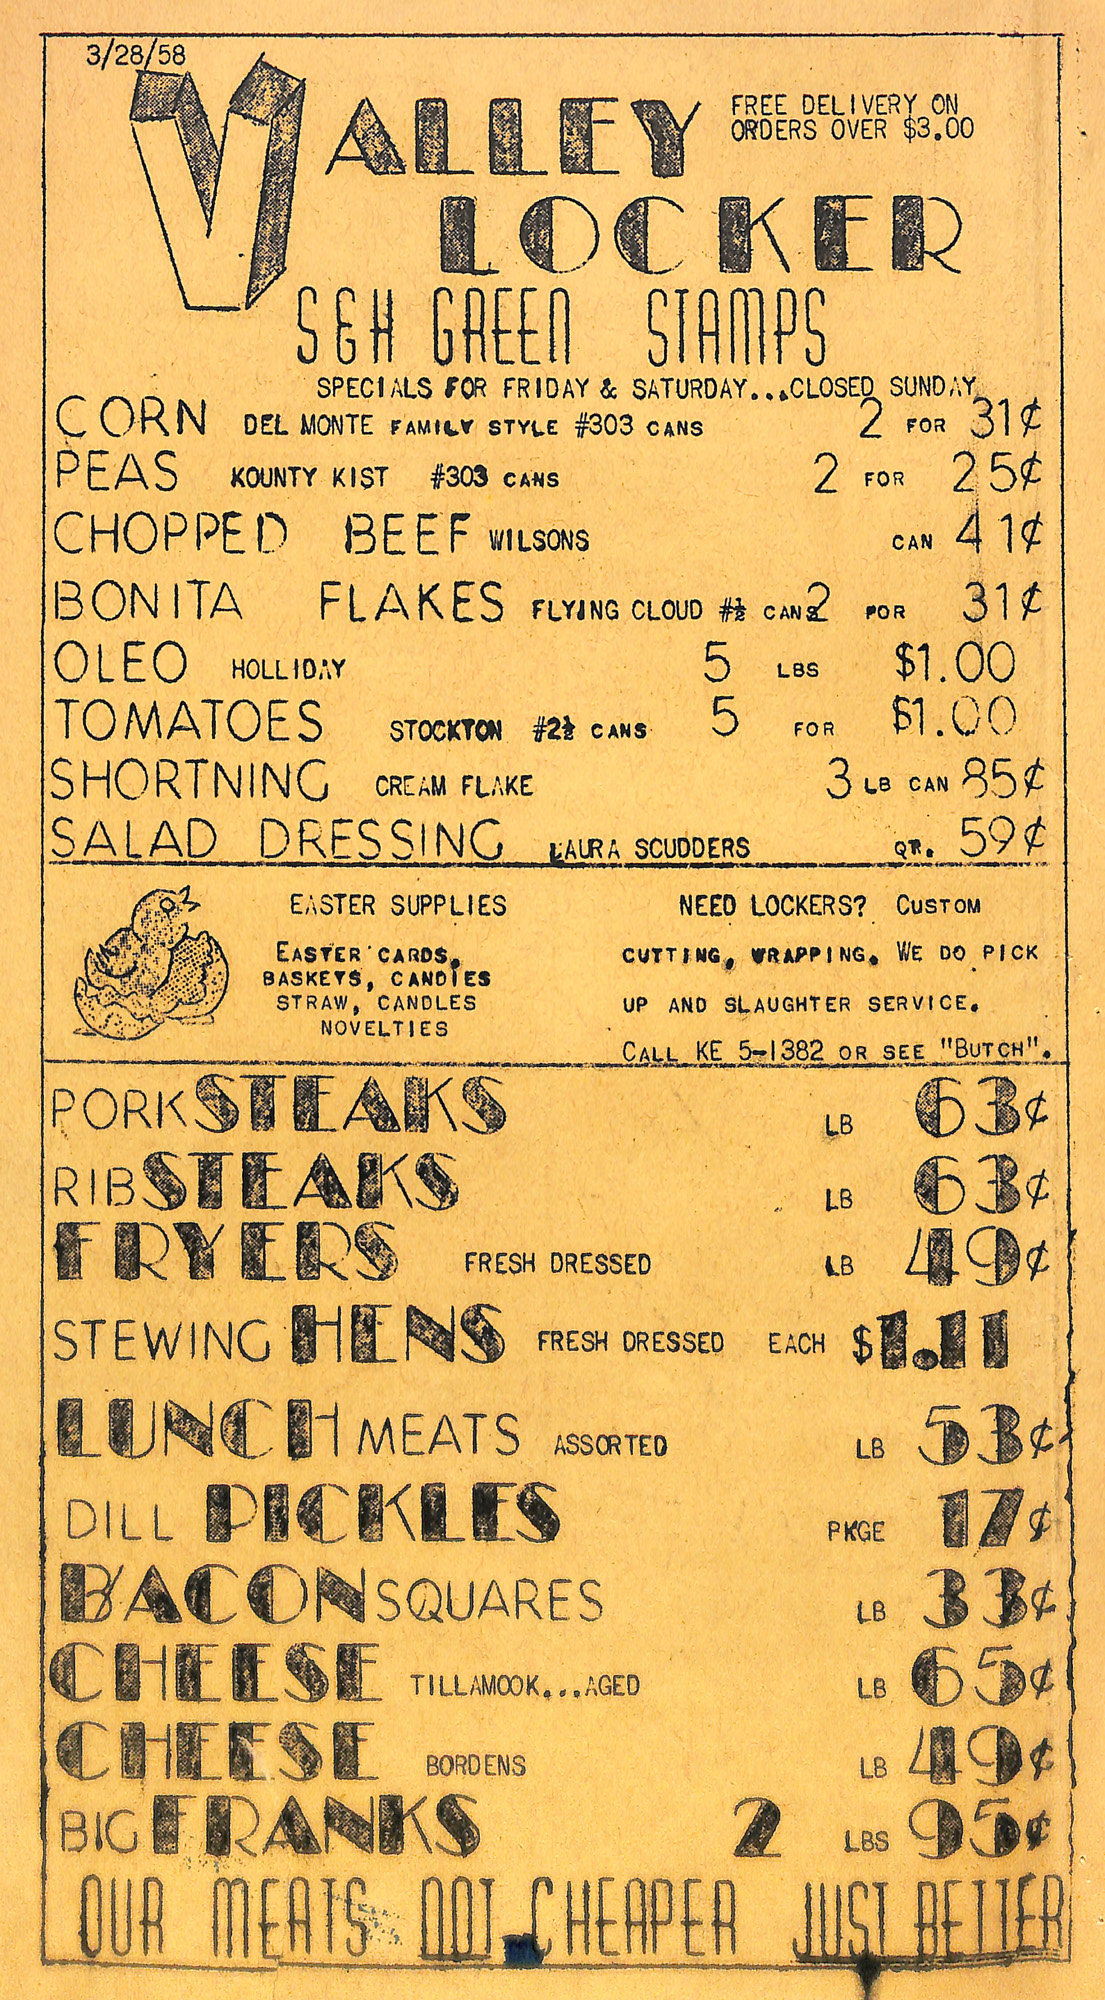 3/28/58
VALLEY
LOCKER
FREE DELIVERY ON
ORDERS OVER $3.00
S&H GREEN STAMPS
SPECIALS FOR FRIDAY & SATURDAY...CLOSED SUNDAY
CORN DEL MONTE FAMILY STYLE #303 CANS 2 FOR 31¢
PEAS KOUNTY KIST #303 CANS 2 FOR 25¢
CHOPPED BEEF WILSONS CAN 41¢
BONITA FLAKES FLYING CLOUD #½ CANS 2 FOR 31¢
OLEO HOLLIDAY 5 LBS $1.00
TOMATOES STOCKTON #2½ CANS 5 FOR $1.00
SHORTNING CREAM FLAKE 3 LB CAN 85¢
SALAD DRESSING LAURA SCUDDERS QT. 59¢
EASTER SUPPLIES
EASTER CARDS,
BASKETS, CANDIES
STRAW, CANDLES
NOVELTIES
NEED LOCKERS? CUSTOM
CUTTING, WRAPPING. WE DO PICK
UP AND SLAUGHTER SERVICE.
CALL KE 5-1382 OR SEE "BUTCH".
PORK STEAKS LB 63¢
RIB STEAKS LB 63¢
FRYERS FRESH DRESSED LB 49¢
STEWING HENS FRESH DRESSED EACH $1.11
LUNCH MEATS ASSORTED LB 53¢
DILL PICKLES PKGE 17¢
BACON SQUARES LB 33¢
CHEESE TILLAMOOK...AGED LB 65¢
CHEESE BORDENS LB 49¢
BIG FRANKS 2 LBS 95¢
OUR MEATS NOT CHEAPER JUST BETTER